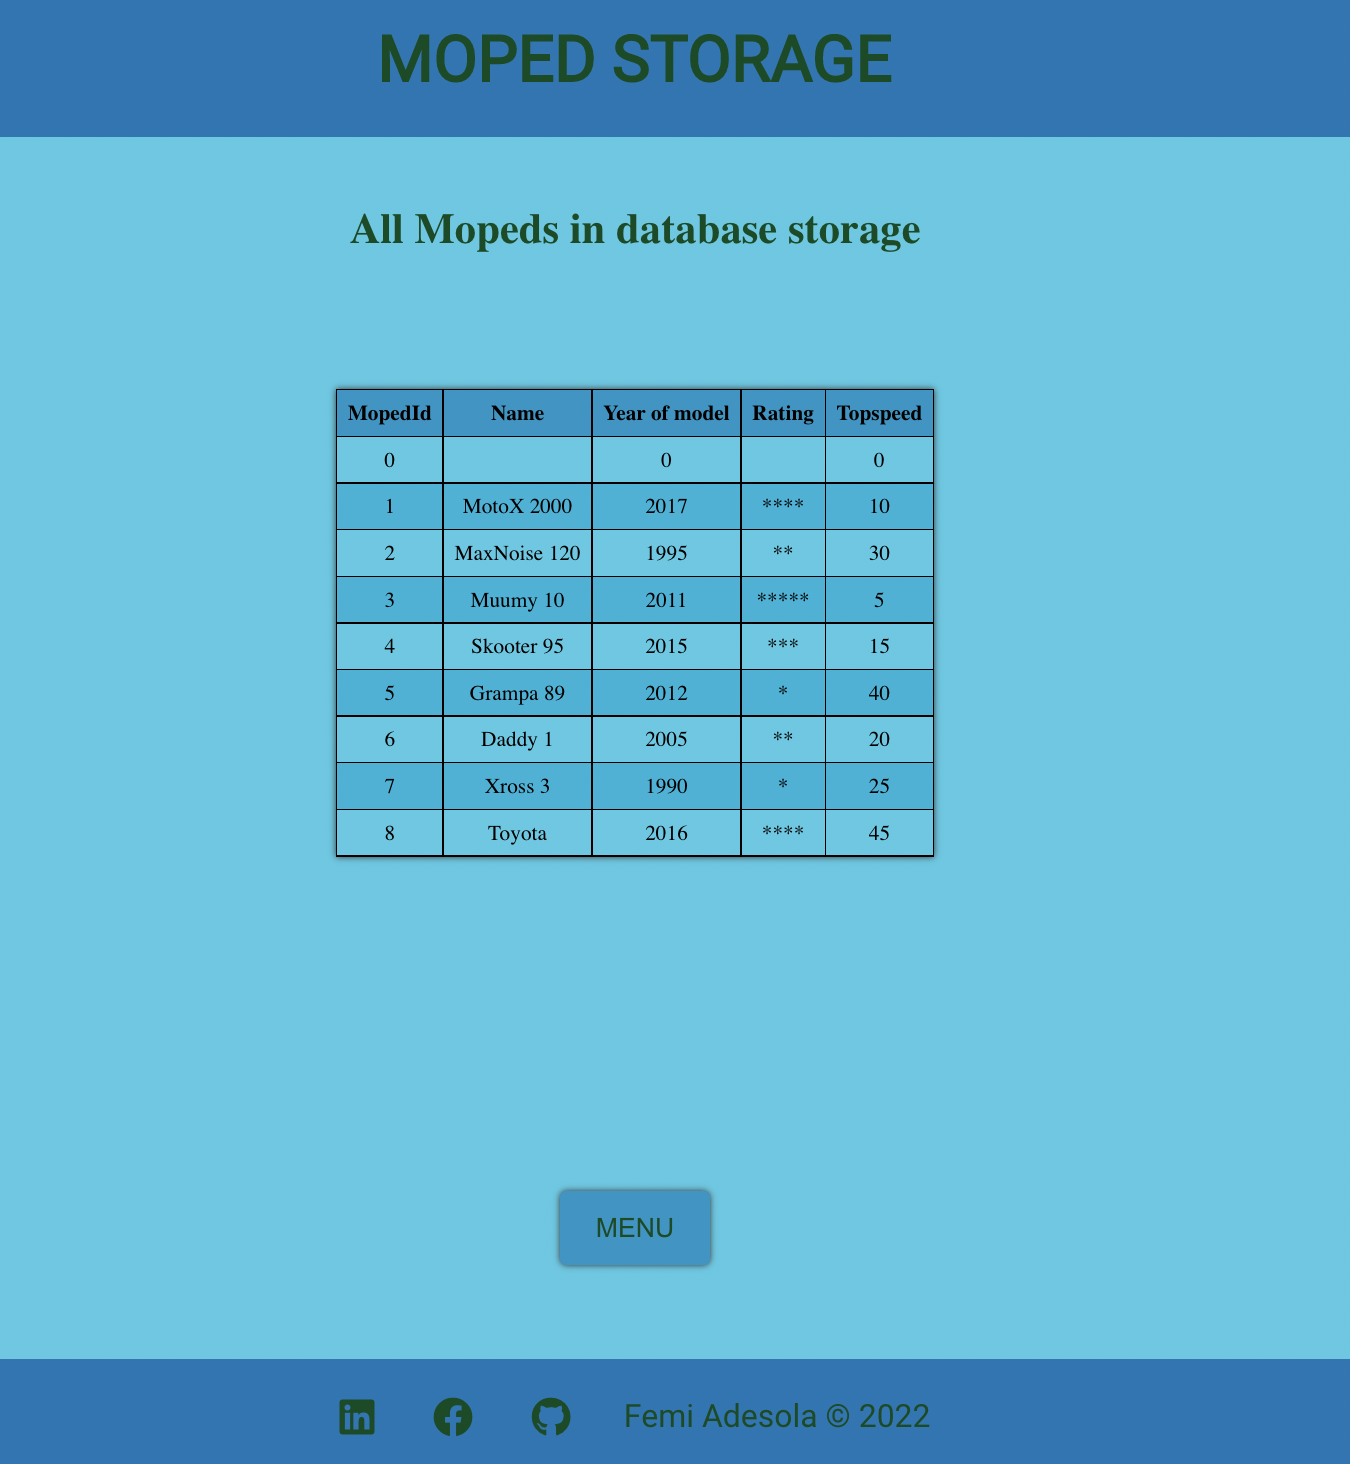 MOPED STORAGE
All Mopeds in database storage
MopedId Name Year of model Rating Topspeed
0 0 0
1 MotoX 2000 2017 **** 10
2 MaxNoise 120 1995 ** 30
3 Muumy 10 2011 ***** 5
4 Skooter 95 2015 *** 15
5 Grampa 89 2012 * 40
6 Daddy 1 2005 ** 20
7 Xross 3 1990 * 25
8 Toyota 2016 **** 45
MENU
in Femi Adesola © 2022